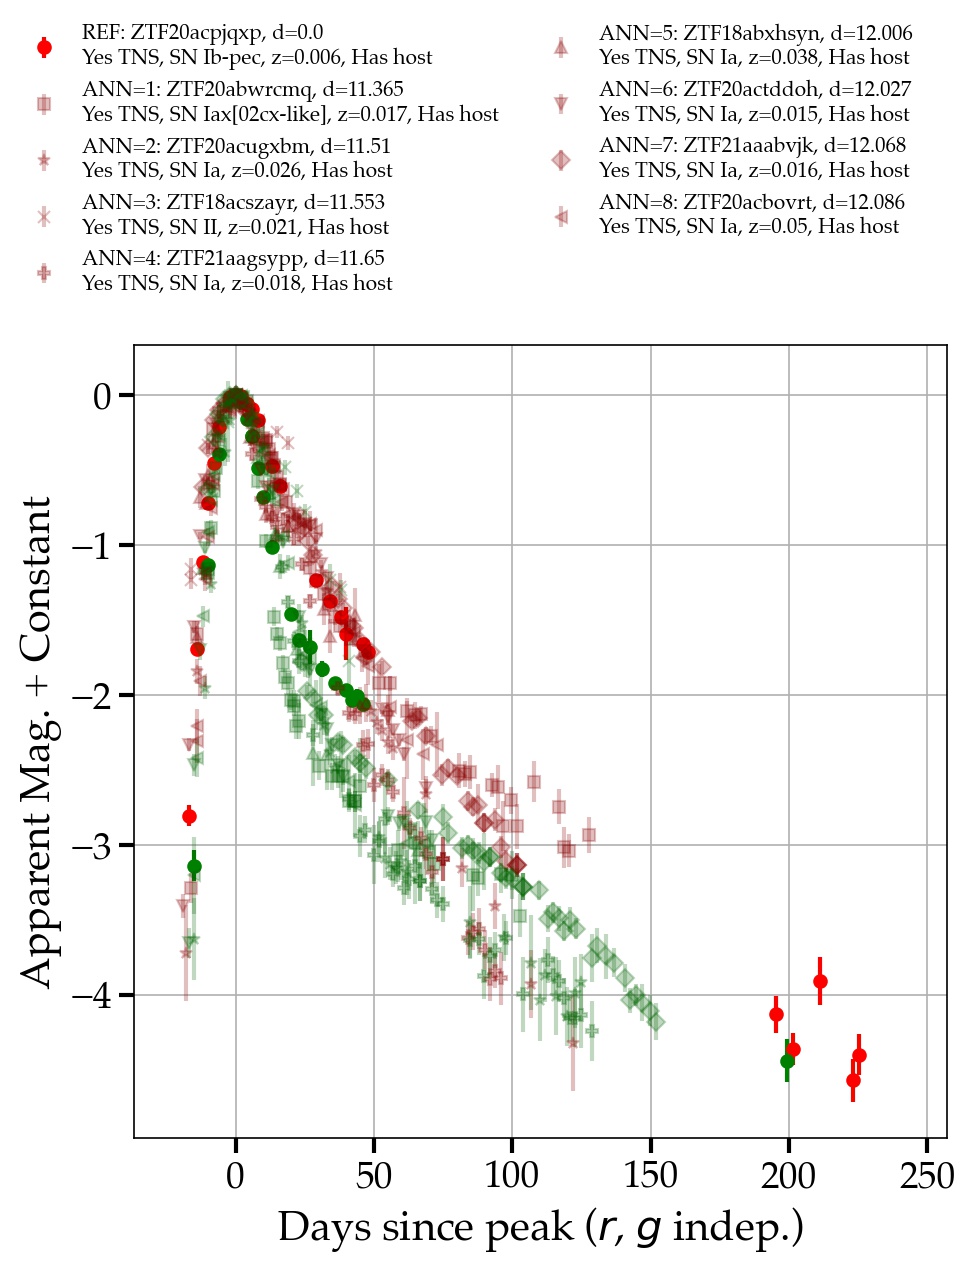 REF: ZTF20acpjqxp, d=0.0
Yes TNS, SN Ib-pec, z=0.006, Has host
ANN=1: ZTF20abwrcmq, d=11.365
Yes TNS, SN Iax[02cx-like], z=0.017, Has host
ANN=2: ZTF20acugxbm, d=11.51
Yes TNS, SN Ia, z=0.026, Has host
ANN=3: ZTF18acszayr, d=11.553
Yes TNS, SN II, z=0.021, Has host
ANN=4: ZTF21aagsypp, d=11.65
Yes TNS, SN Ia, z=0.018, Has host
ANN=5: ZTF18abxhsyn, d=12.006
Yes TNS, SN Ia, z=0.038, Has host
ANN=6: ZTF20actddoh, d=12.027
Yes TNS, SN Ia, z=0.015, Has host
ANN=7: ZTF21aaabvjk, d=12.068
Yes TNS, SN Ia, z=0.016, Has host
ANN=8: ZTF20acbovrt, d=12.086
Yes TNS, SN Ia, z=0.05, Has host
Apparent Mag. + Constant
0
−1
−2
−3
−4
0 50 100 150 200 250
Days since peak (r, g indep.)